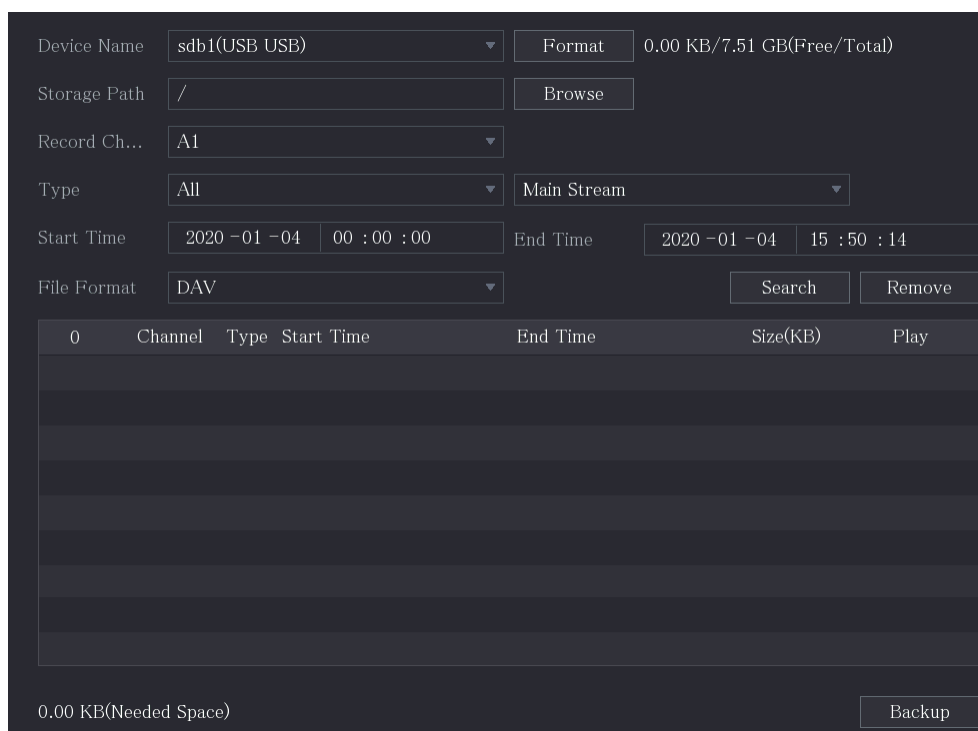 Device Name sdb1(USB USB) Format 0.00 KB/7.51 GB(Free/Total)
Storage Path / Browse
Record Ch... A1
Type All Main Stream
Start Time 2020 -01 -04 00 :00 :00 End Time 2020 -01 -04 15 :50 :14
File Format DAV Search Remove
0 Channel Type Start Time End Time Size(KB) Play
0.00 KB(Needed Space) Backup